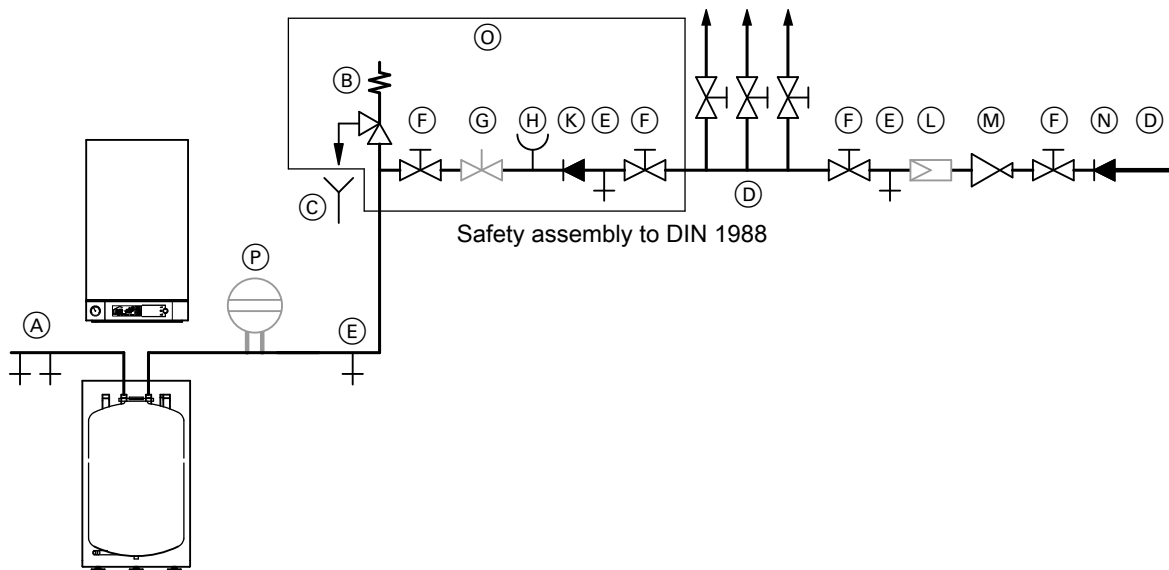 O
B
F G H K E F
F E L M F N D
C
D
Safety assembly to DIN 1988
P
A
E